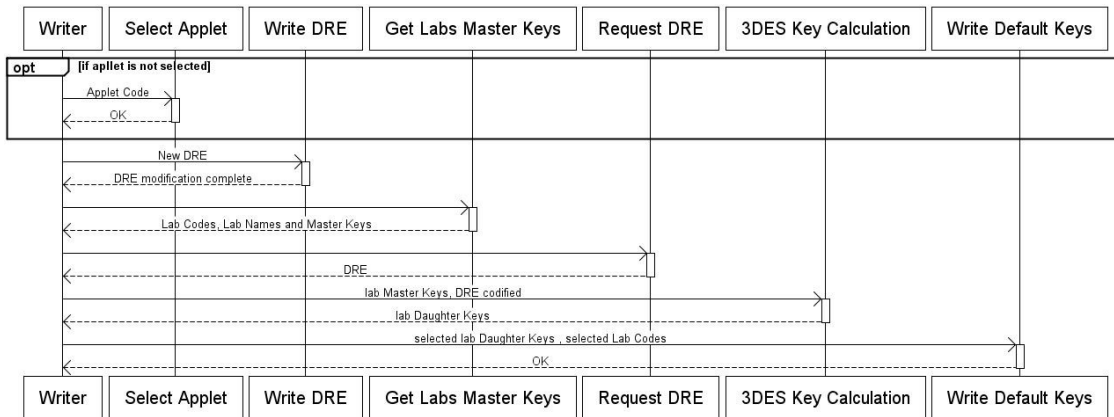 Writer Select Applet Write DRE Get Labs Master Keys Request DRE 3DES Key Calculation Write Default Keys
opt [if apllet is not selected]
Applet Code
OK
New DRE
DRE modification complete
Lab Codes, Lab Names and Master Keys
DRE
lab Master Keys, DRE codified
lab Daughter Keys
selected lab Daughter Keys , selected Lab Codes
OK
Writer Select Applet Write DRE Get Labs Master Keys Request DRE 3DES Key Calculation Write Default Keys